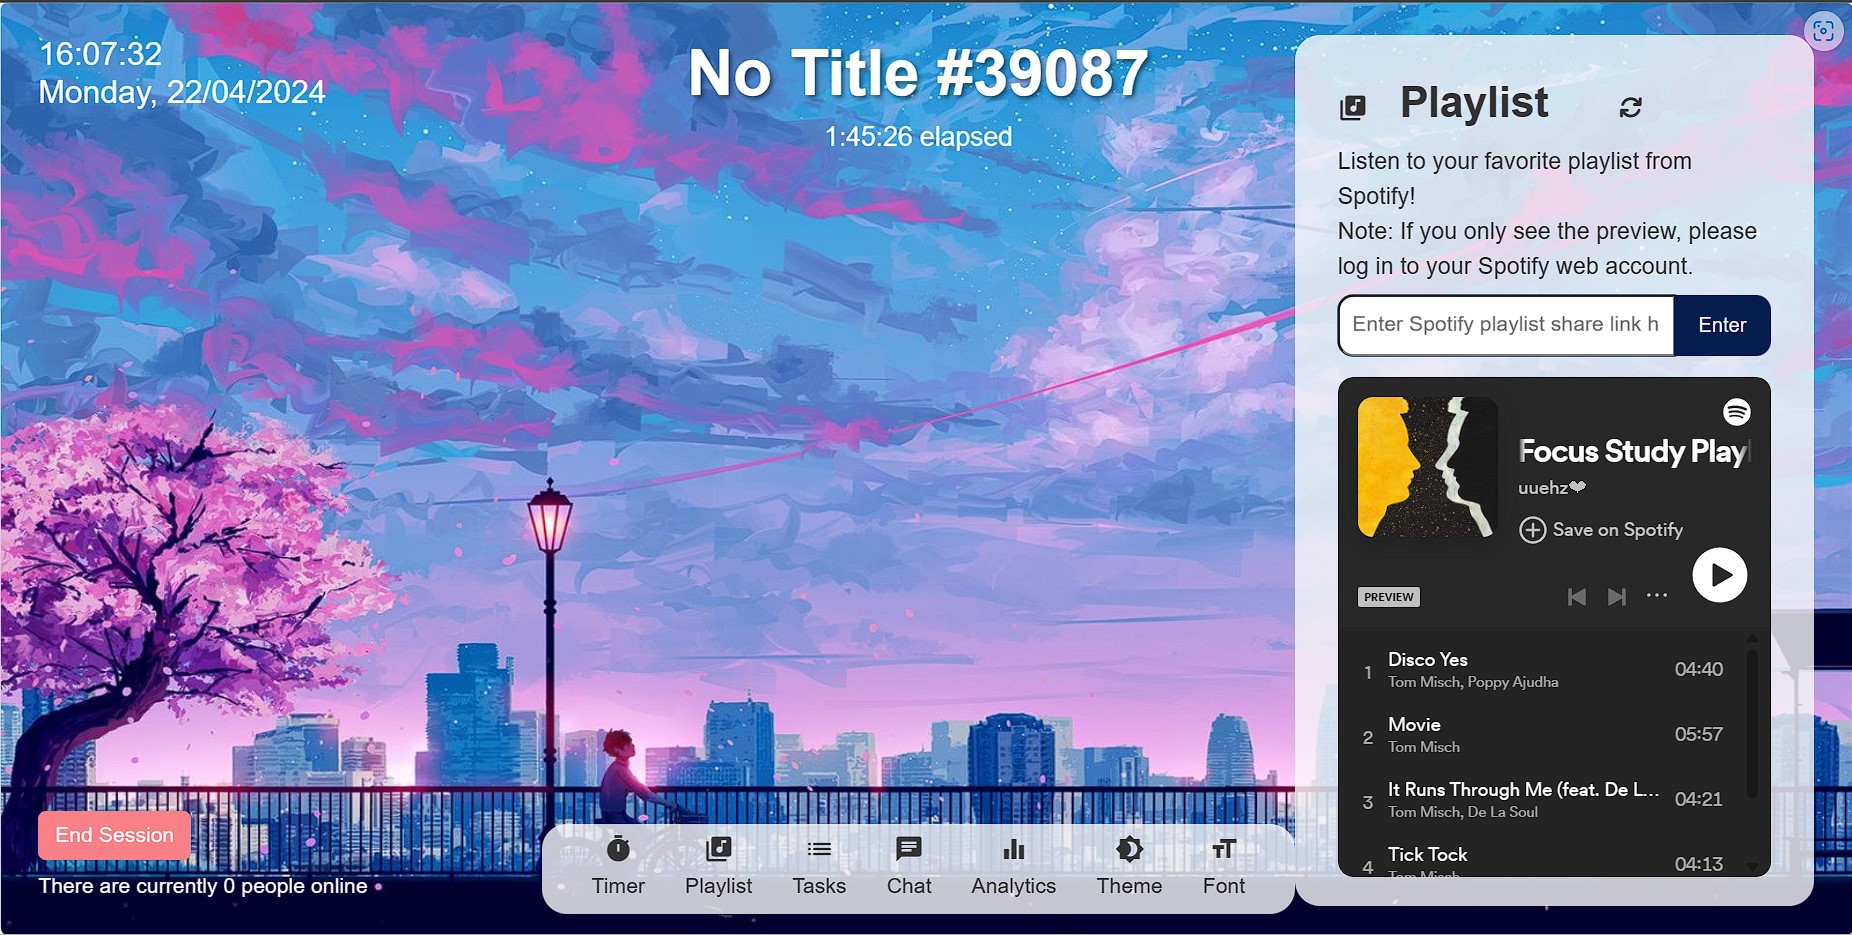 16:07:32
Monday, 22/04/2024
No Title #39087
1:45:26 elapsed
Playlist
Listen to your favorite playlist from
Spotify!
Note: If you only see the preview, please
log in to your Spotify web account.
Enter Spotify playlist share link h
Enter
Focus Study Play
uuehz❤
Save on Spotify
PREVIEW
1 Disco Yes 04:40
Tom Misch, Poppy Ajudha
2 Movie 05:57
Tom Misch
3 It Runs Through Me (feat. De L... 04:21
Tom Misch, De La Soul
4 Tick Tock 04:13
Tom Misch
End Session
There are currently 0 people online
Timer Playlist Tasks Chat Analytics Theme Font